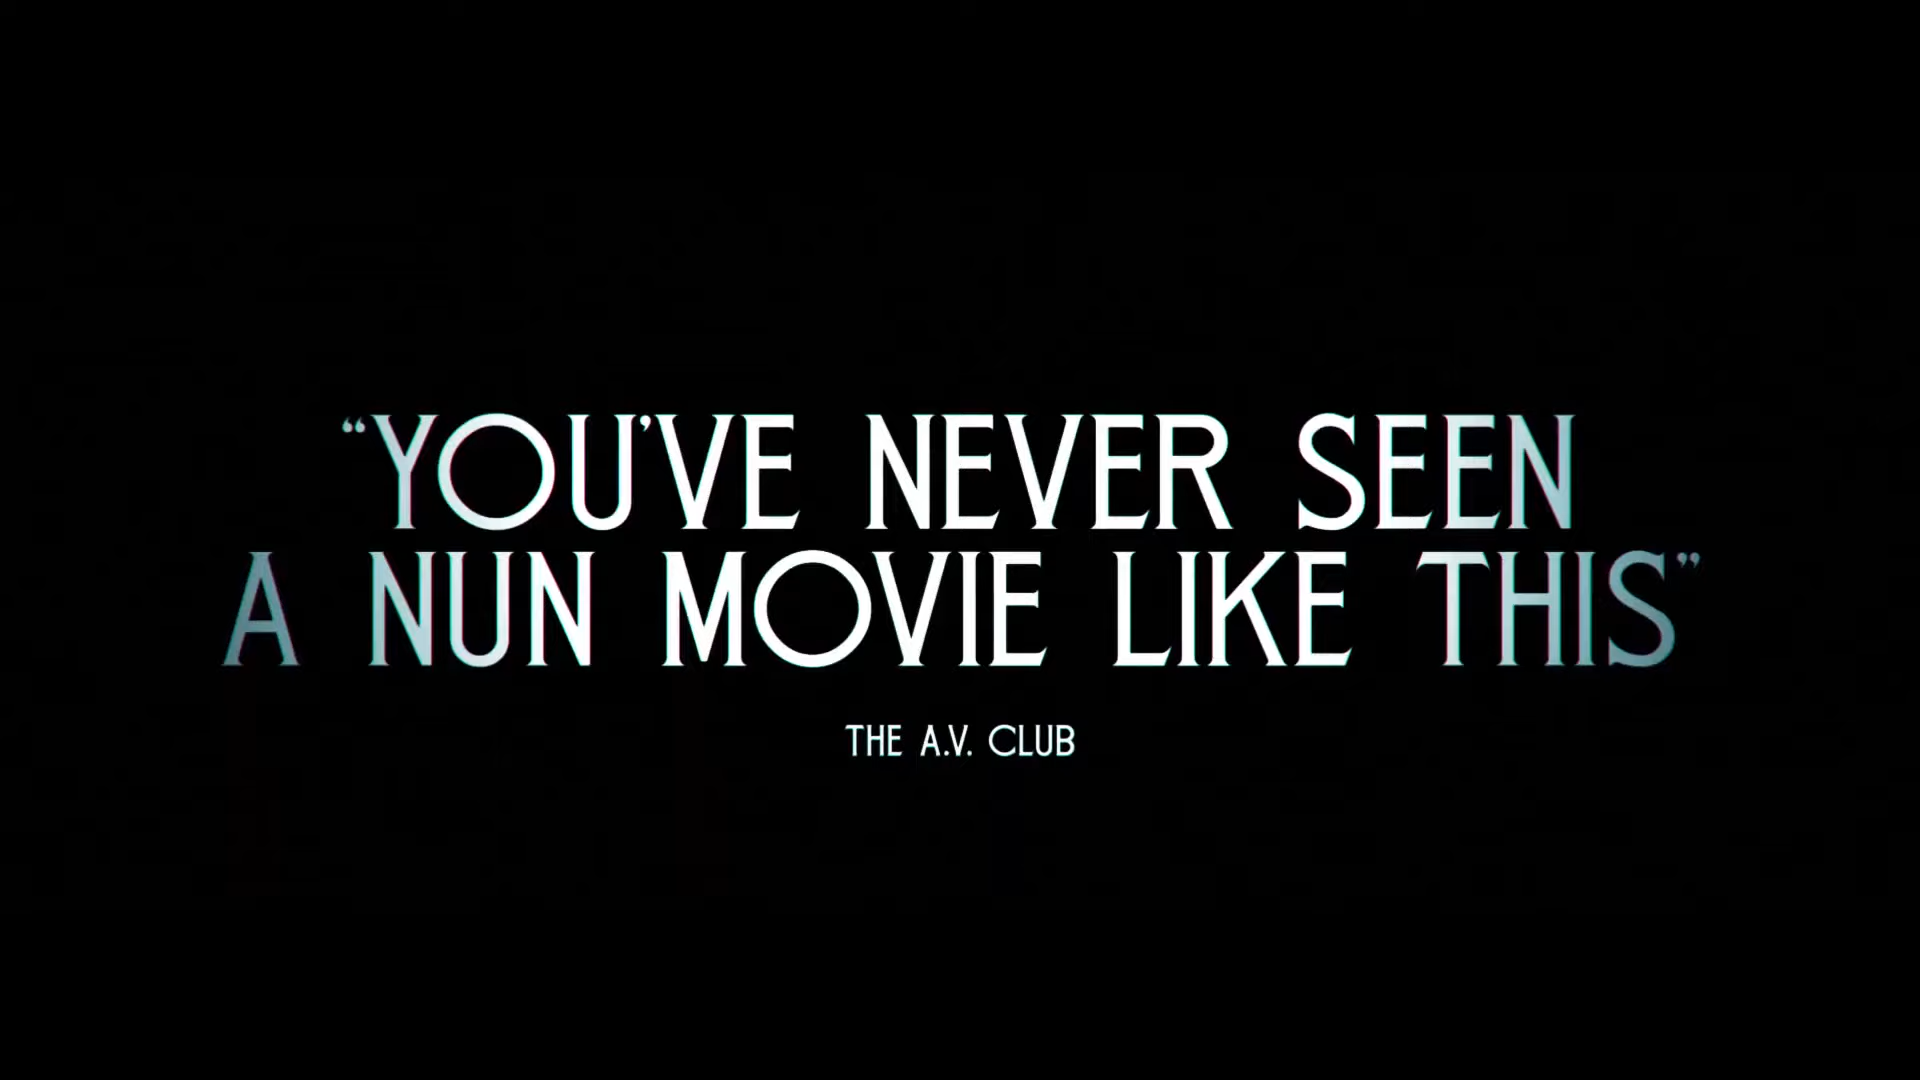 “YOU’VE NEVER SEEN
A NUN MOVIE LIKE THIS”
THE A.V. CLUB